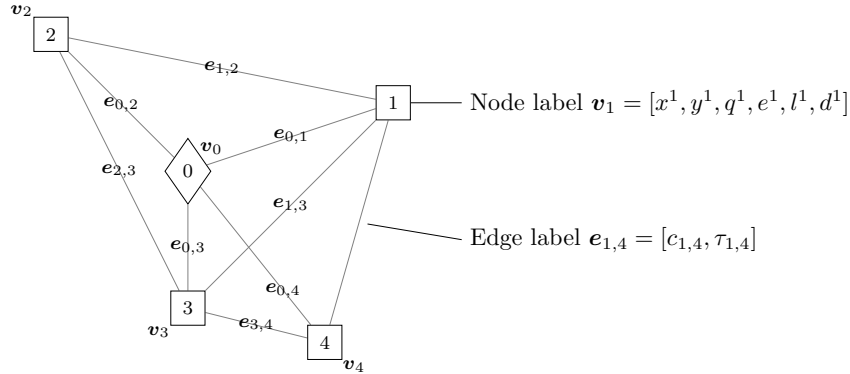 v₂
2
e₁,₂
1
Node label v₁ = [x¹, y¹, q¹, e¹, l¹, d¹]
e₀,₂
e₀,₁
v₀
0
e₂,₃
e₁,₃
e₀,₃
Edge label e₁,₄ = [c₁,₄, τ₁,₄]
e₀,₄
3
v₃
e₃,₄
4
v₄